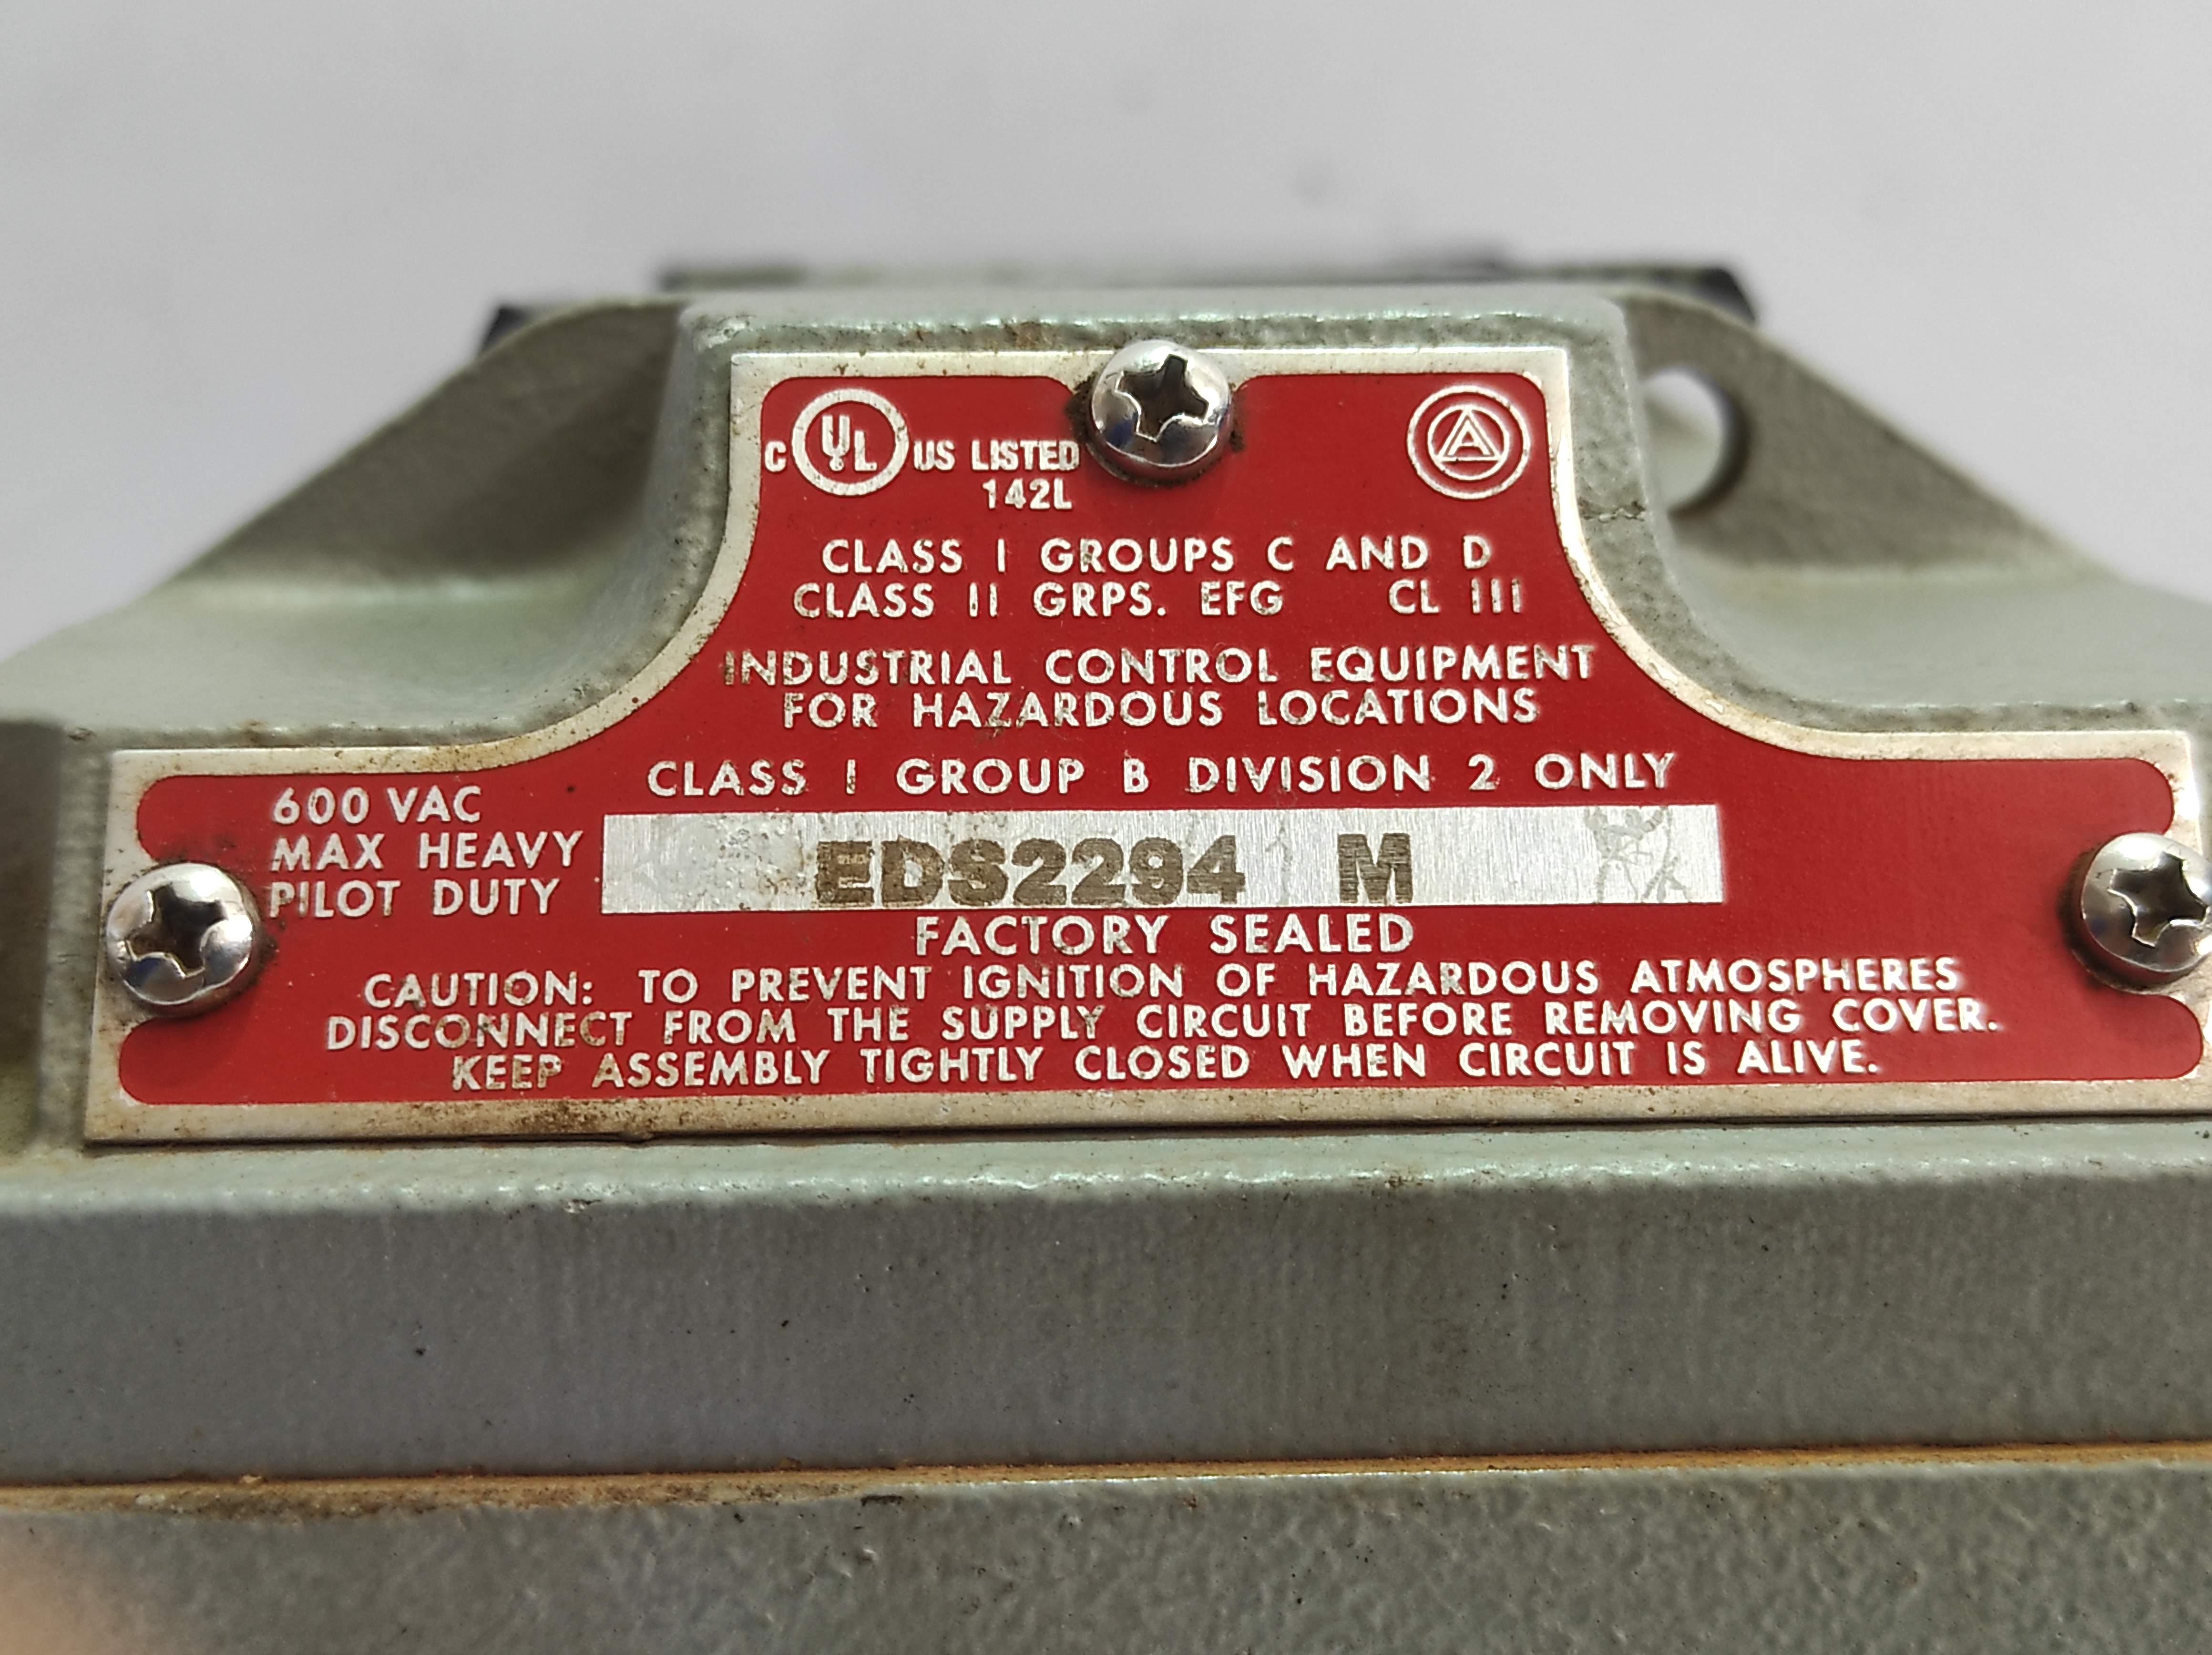 C UL US LISTED
142L
A
CLASS I GROUPS C AND D
CLASS II GRPS. EFG CL III
INDUSTRIAL CONTROL EQUIPMENT
FOR HAZARDOUS LOCATIONS
CLASS I GROUP B DIVISION 2 ONLY
600 VAC
MAX HEAVY
PILOT DUTY
EDS2294 M
FACTORY SEALED
CAUTION: TO PREVENT IGNITION OF HAZARDOUS ATMOSPHERES
DISCONNECT FROM THE SUPPLY CIRCUIT BEFORE REMOVING COVER.
KEEP ASSEMBLY TIGHTLY CLOSED WHEN CIRCUIT IS ALIVE.